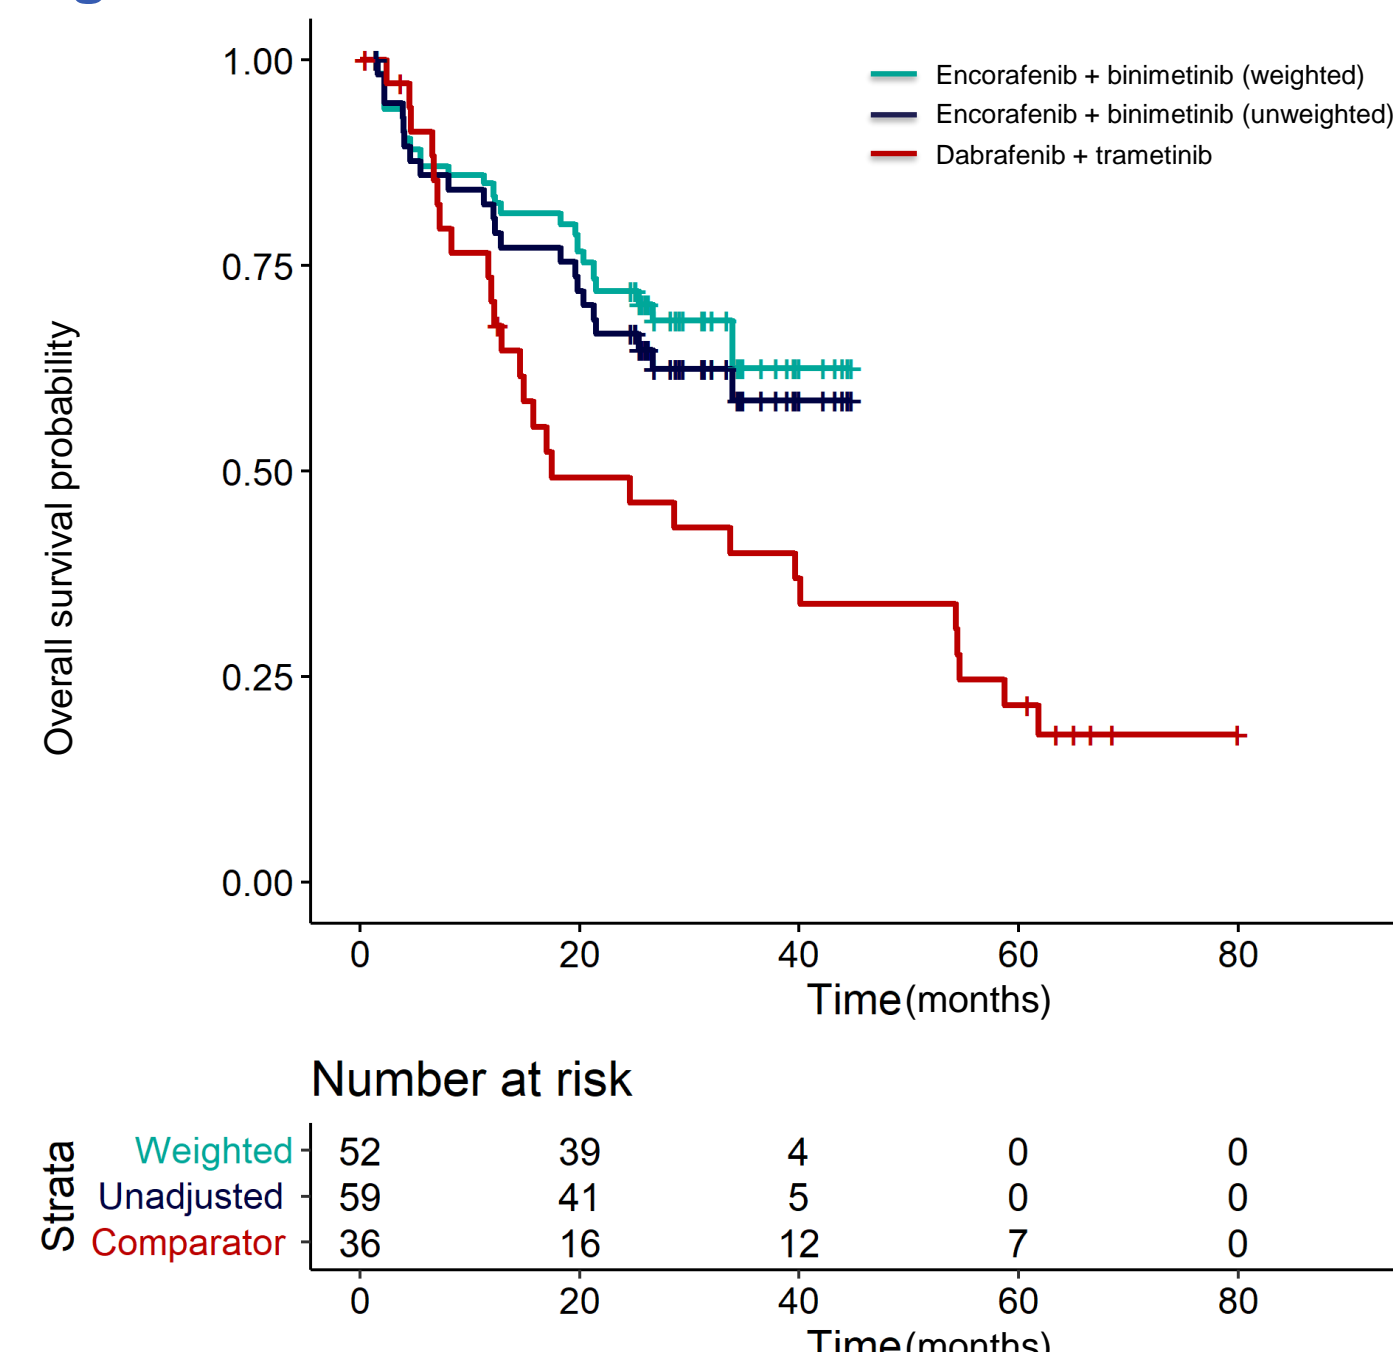 1.00
0.75
0.50
0.25
0.00
Overall survival probability
Encorafenib + binimetinib (weighted)
Encorafenib + binimetinib (unweighted)
Dabrafenib + trametinib
0 20 40 60 80
Time (months)
Number at risk
Strata
Weighted 52 39 4 0 0
Unadjusted 59 41 5 0 0
Comparator 36 16 12 7 0
0 20 40 60 80
Time (months)